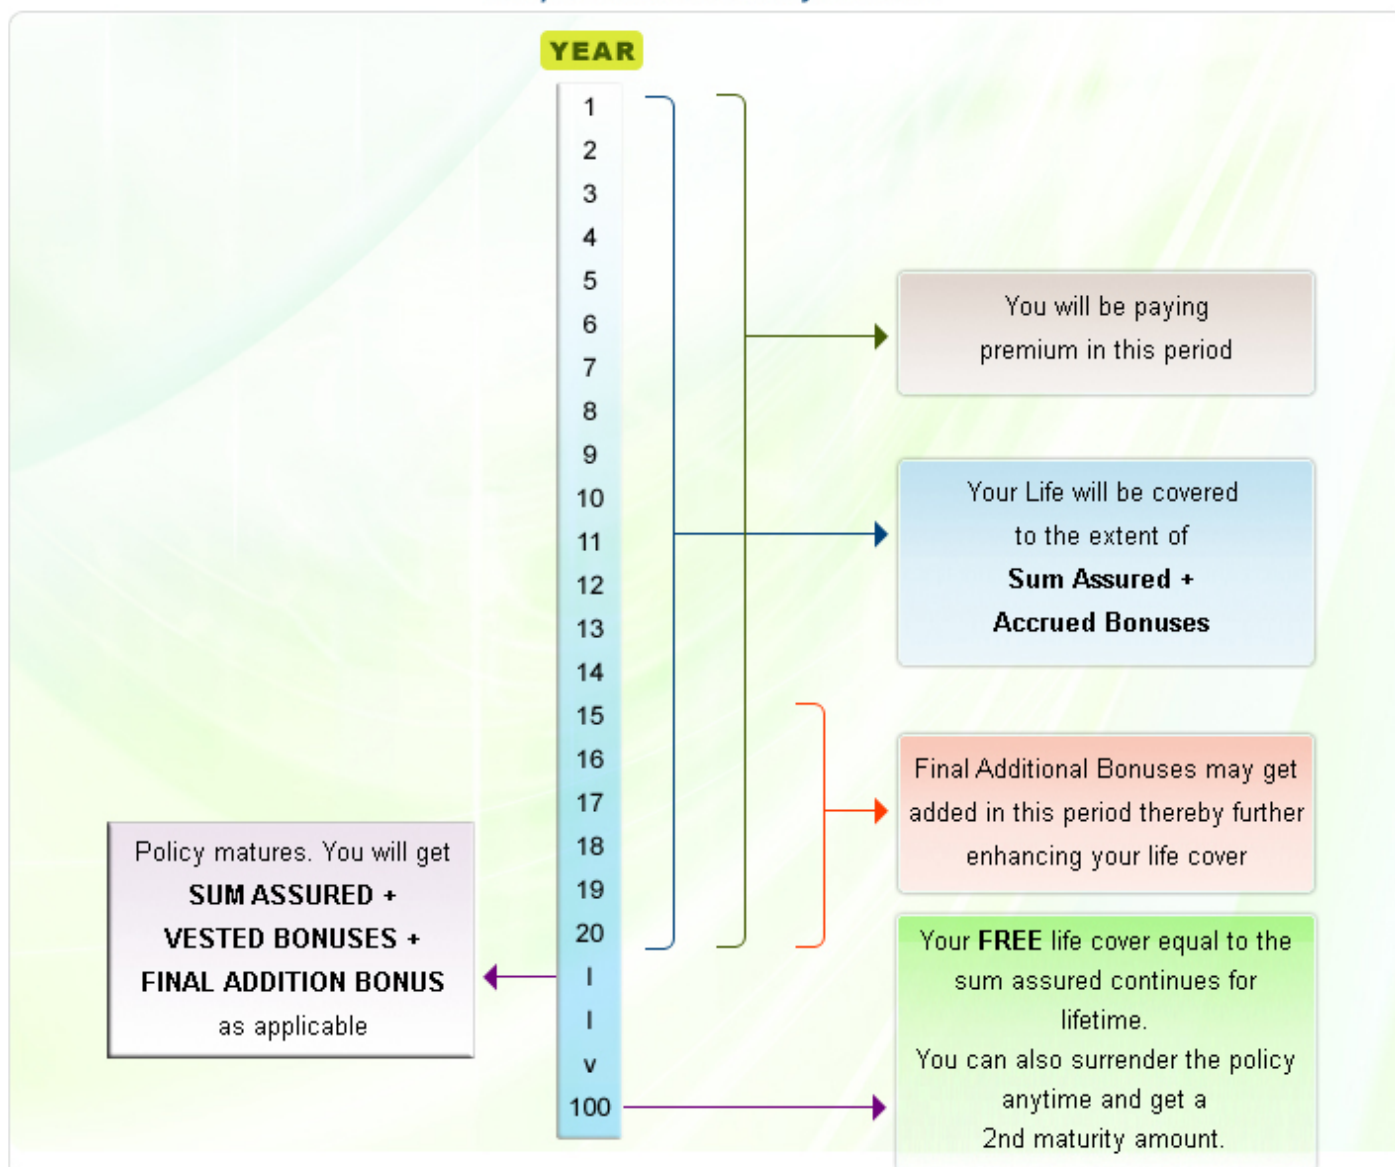 YEAR
1
2
3
4
5
6
7
8
9
10
11
12
13
14
15
16
17
18
19
20
I
I
v
100
You will be paying
premium in this period
Your Life will be covered
to the extent of
Sum Assured +
Accrued Bonuses
Final Additional Bonuses may get
added in this period thereby further
enhancing your life cover
Policy matures. You will get
SUM ASSURED +
VESTED BONUSES +
FINAL ADDITION BONUS
as applicable
Your FREE life cover equal to the
sum assured continues for
lifetime.
You can also surrender the policy
anytime and get a
2nd maturity amount.